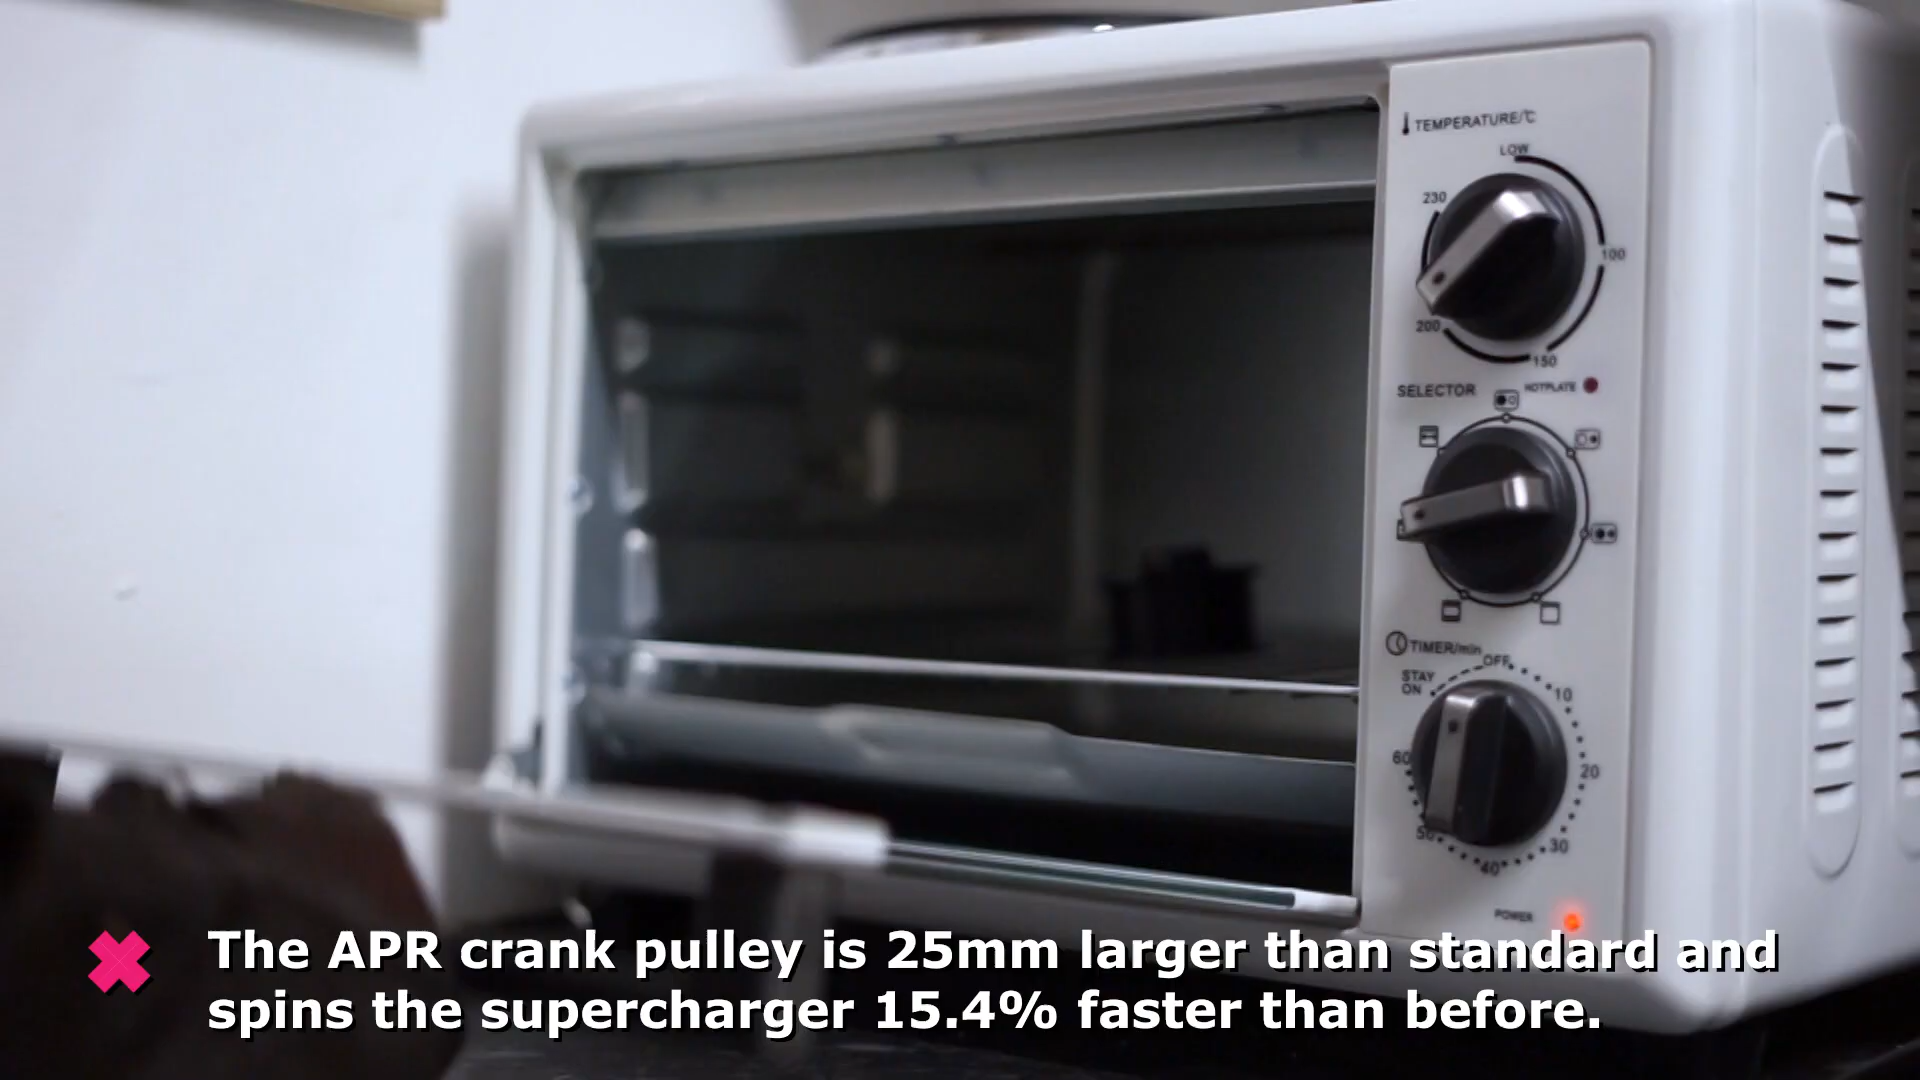 TEMPERATURE/℃
LOW
230
100
200
150
SELECTOR HOTPLATE
TIMER/min
OFF
STAY
ON
10
60
20
50
30
40
POWER
The APR crank pulley is 25mm larger than standard and
spins the supercharger 15.4% faster than before.